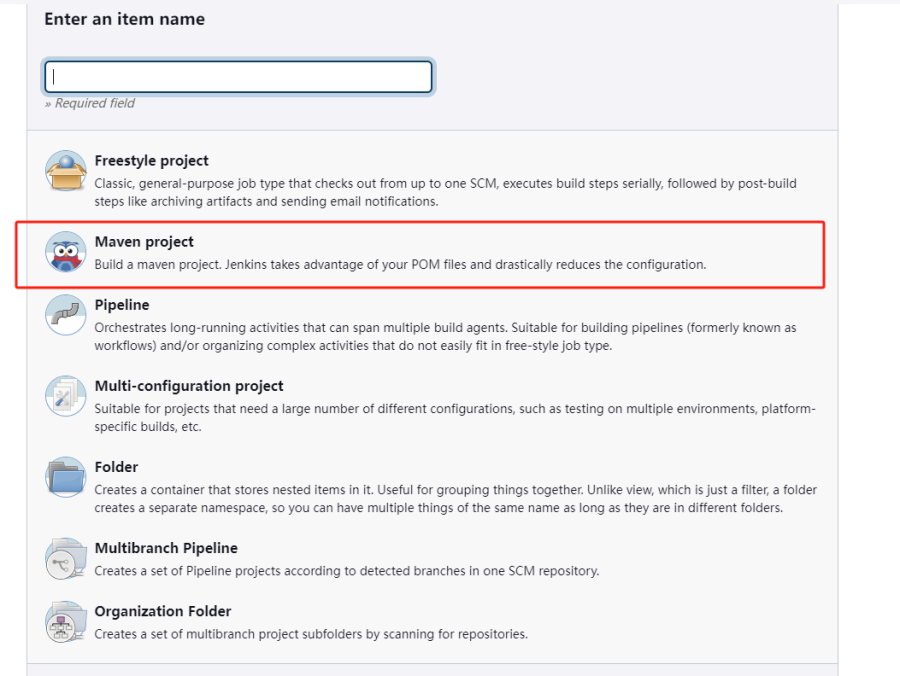 Enter an item name
» Required field
Freestyle project
Classic, general-purpose job type that checks out from up to one SCM, executes build steps serially, followed by post-build
steps like archiving artifacts and sending email notifications.
Maven project
Build a maven project. Jenkins takes advantage of your POM files and drastically reduces the configuration.
Pipeline
Orchestrates long-running activities that can span multiple build agents. Suitable for building pipelines (formerly known as
workflows) and/or organizing complex activities that do not easily fit in free-style job type.
Multi-configuration project
Suitable for projects that need a large number of different configurations, such as testing on multiple environments, platform-
specific builds, etc.
Folder
Creates a container that stores nested items in it. Useful for grouping things together. Unlike view, which is just a filter, a folder
creates a separate namespace, so you can have multiple things of the same name as long as they are in different folders.
Multibranch Pipeline
Creates a set of Pipeline projects according to detected branches in one SCM repository.
Organization Folder
Creates a set of multibranch project subfolders by scanning for repositories.